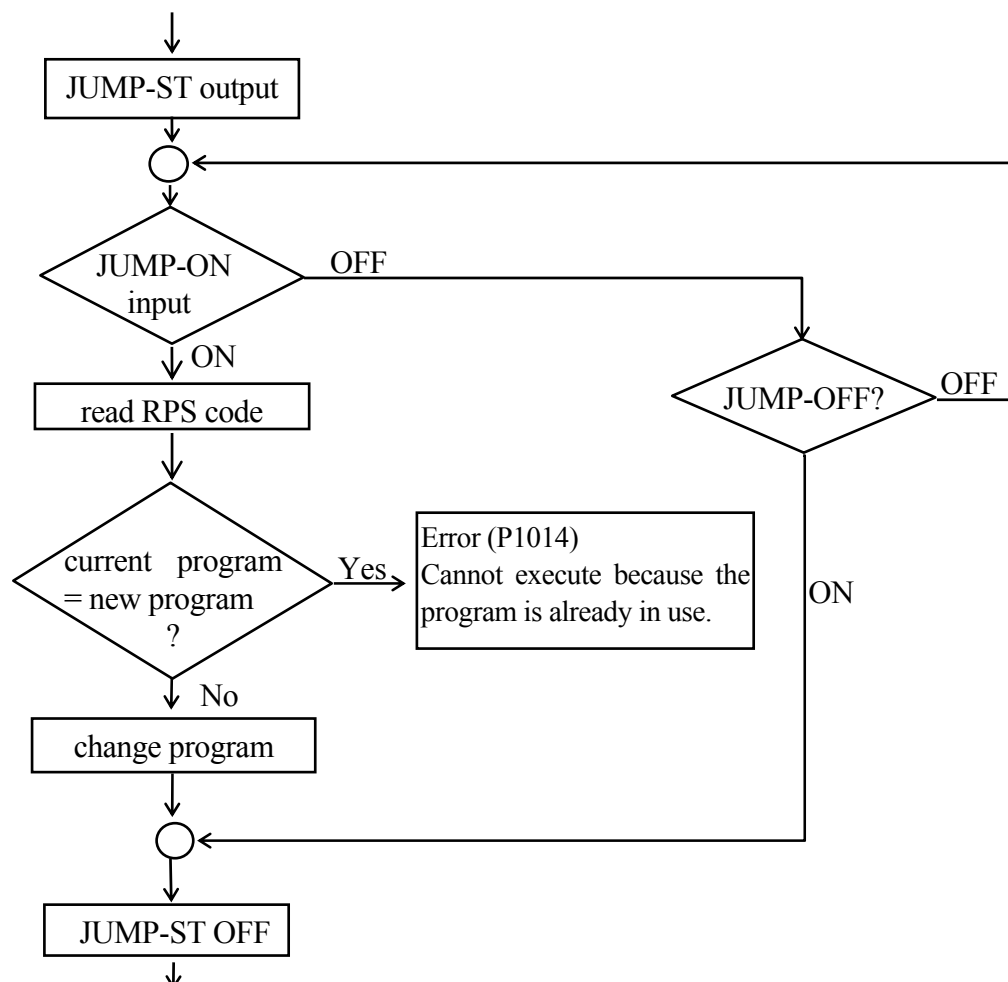 JUMP-ST output
JUMP-ON
input
OFF
ON
JUMP-OFF?
OFF
read RPS code
current program
= new program
?
Yes
Error (P1014)
Cannot execute because the
program is already in use.
ON
No
change program
JUMP-ST OFF